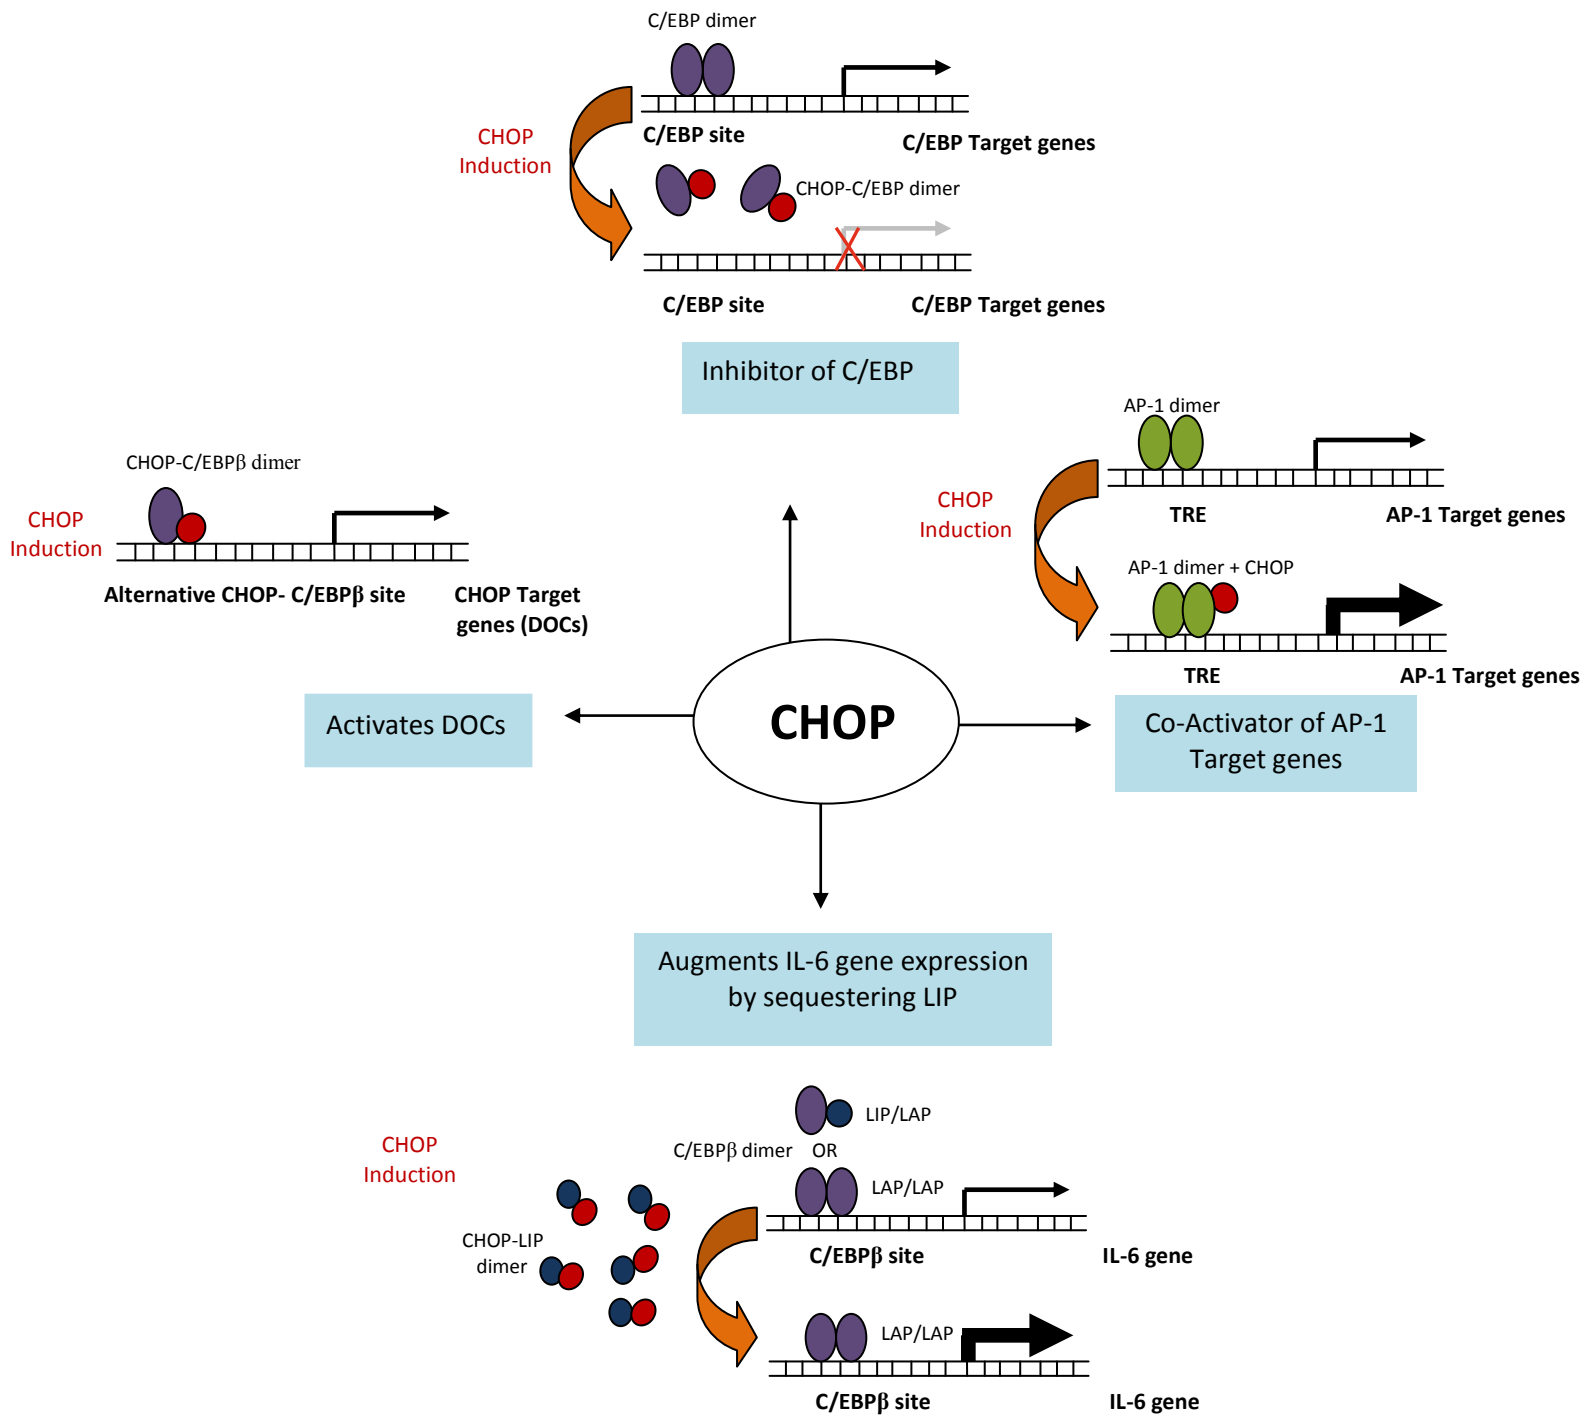 C/EBP dimer
CHOP
Induction
C/EBP site
C/EBP Target genes
CHOP-C/EBP dimer
C/EBP site
C/EBP Target genes
Inhibitor of C/EBP
AP-1 dimer
CHOP
Induction
TRE
AP-1 Target genes
AP-1 dimer + CHOP
TRE
AP-1 Target genes
Co-Activator of AP-1
Target genes
CHOP-C/EBPβ dimer
CHOP
Induction
Alternative CHOP- C/EBPβ site
CHOP Target
genes (DOCs)
Activates DOCs
CHOP
Augments IL-6 gene expression
by sequestering LIP
CHOP
Induction
LIP/LAP
C/EBPβ dimer OR
LAP/LAP
CHOP-LIP
dimer
C/EBPβ site
IL-6 gene
LAP/LAP
C/EBPβ site
IL-6 gene